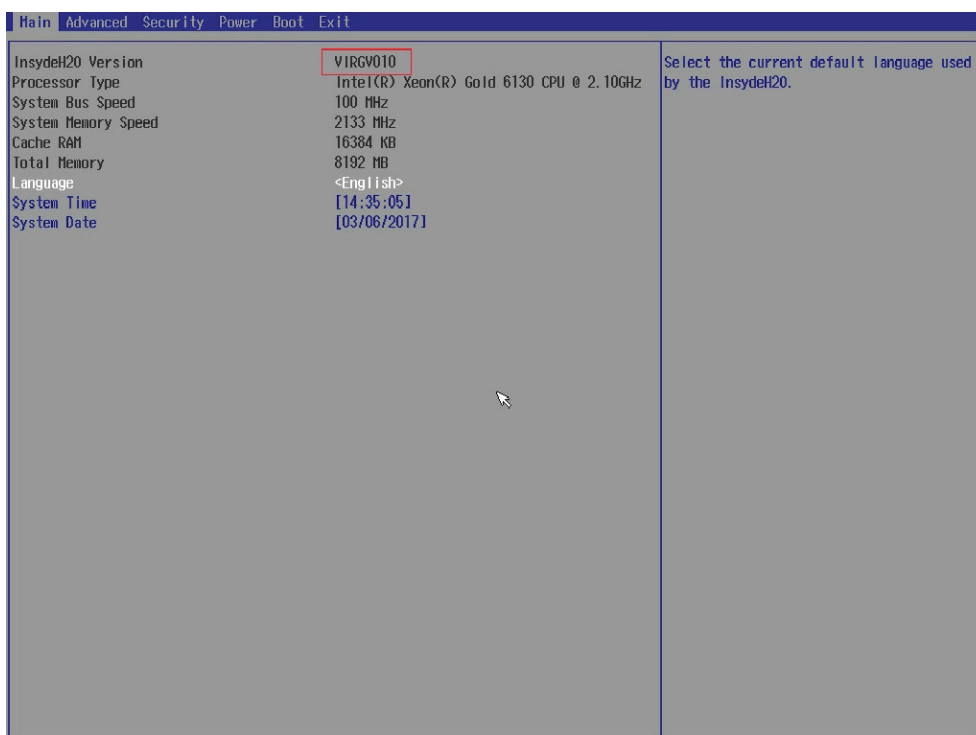 Main Advanced Security Power Boot Exit
InsydeH2O Version VIRGV010
Processor Type Intel(R) Xeon(R) Gold 6130 CPU @ 2.10GHz
System Bus Speed 100 MHz
System Memory Speed 2133 MHz
Cache RAM 16384 KB
Total Memory 8192 MB
Language <English>
System Time [14:35:05]
System Date [03/06/2017]
Select the current default language used
by the InsydeH2O.